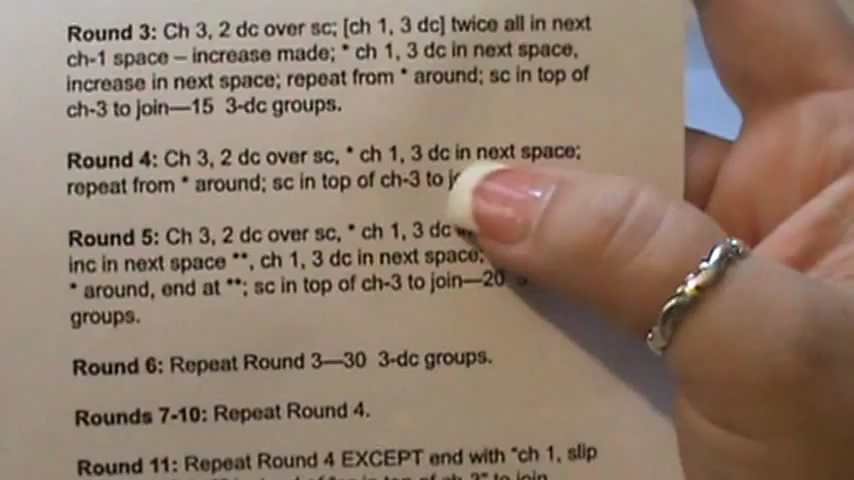 Round 3: Ch 3, 2 dc over sc; [ch 1, 3 dc] twice all in next
ch-1 space – increase made; * ch 1, 3 dc in next space,
increase in next space; repeat from * around; sc in top of
ch-3 to join—15 3-dc groups.
Round 4: Ch 3, 2 dc over sc, * ch 1, 3 dc in next space;
repeat from * around; sc in top of ch-3 to
Round 5: Ch 3, 2 dc over sc, * ch 1, 3 dc
inc in next space **, ch 1, 3 dc in next space;
* around, end at **; sc in top of ch-3 to join—20
groups.
Round 6: Repeat Round 3—30 3-dc groups.
Rounds 7-10: Repeat Round 4.
Round 11: Repeat Round 4 EXCEPT end with "ch 1, slip
in top of ch-3" to join